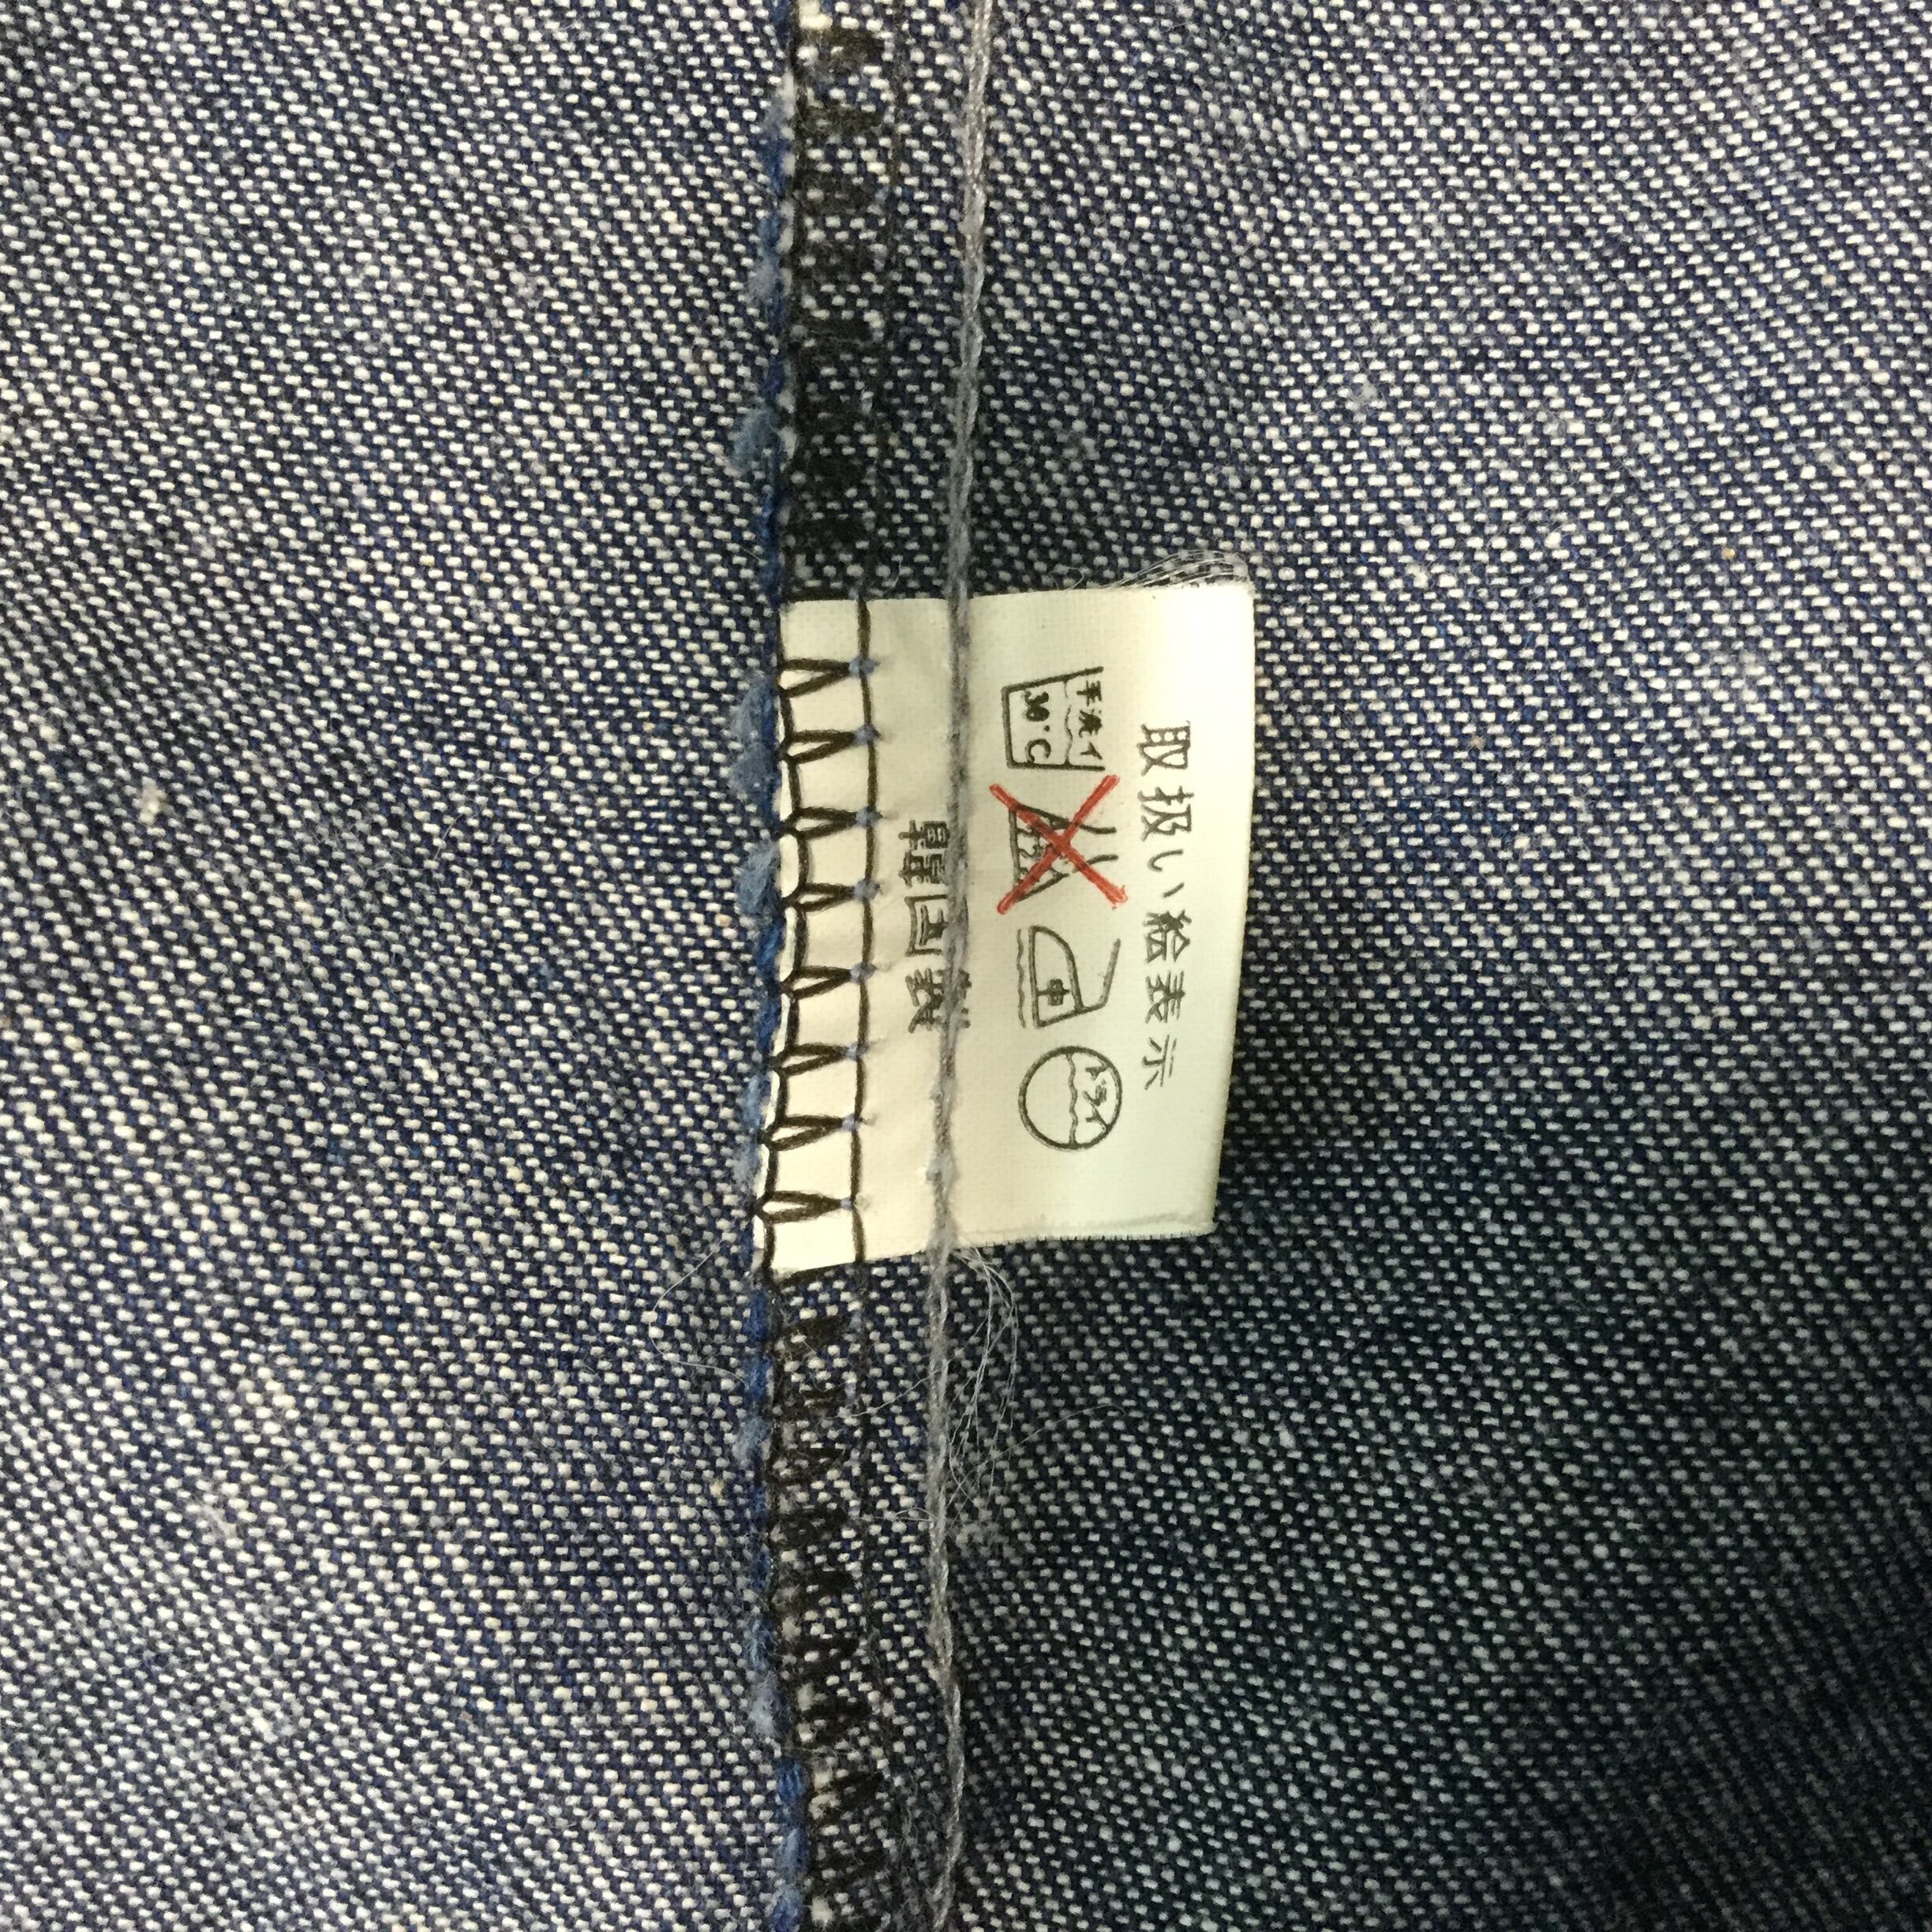 取扱い絵表示
手洗イ
30°C
中
ドライ
韓国製